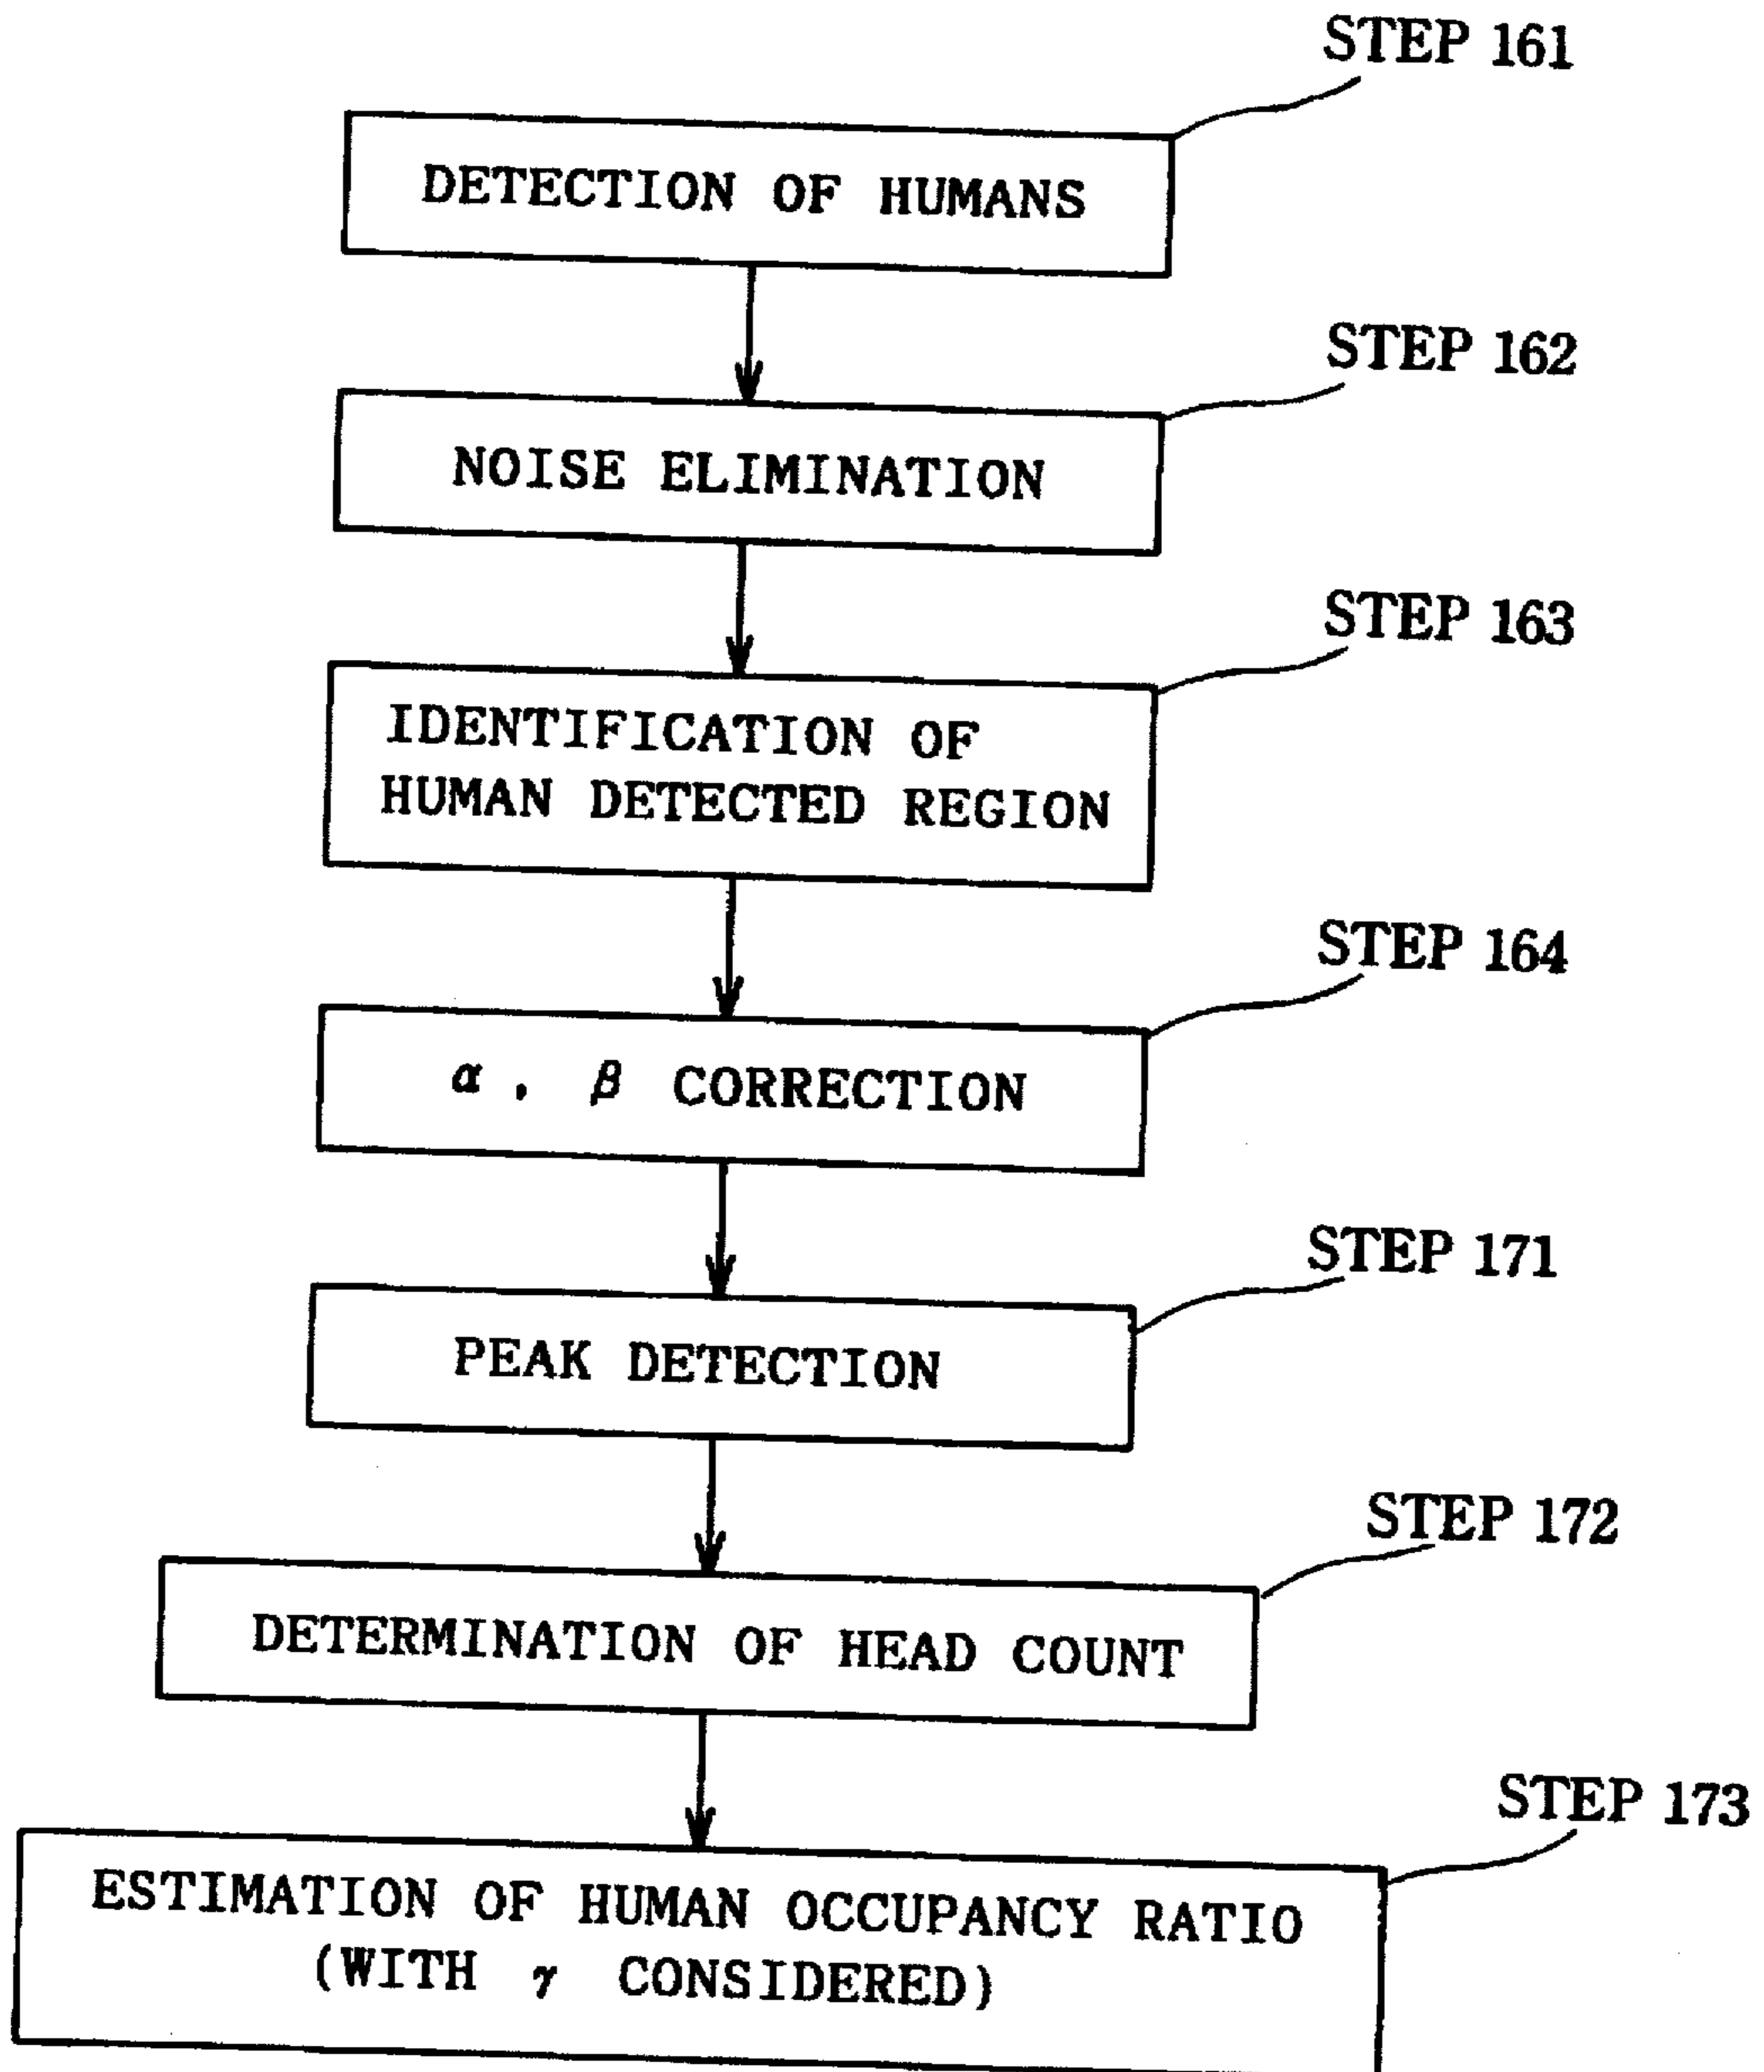 STEP 161
DETECTION OF HUMANS
STEP 162
NOISE ELIMINATION
STEP 163
IDENTIFICATION OF
HUMAN DETECTED REGION
STEP 164
α , β CORRECTION
STEP 171
PEAK DETECTION
STEP 172
DETERMINATION OF HEAD COUNT
STEP 173
ESTIMATION OF HUMAN OCCUPANCY RATIO
(WITH γ CONSIDERED)